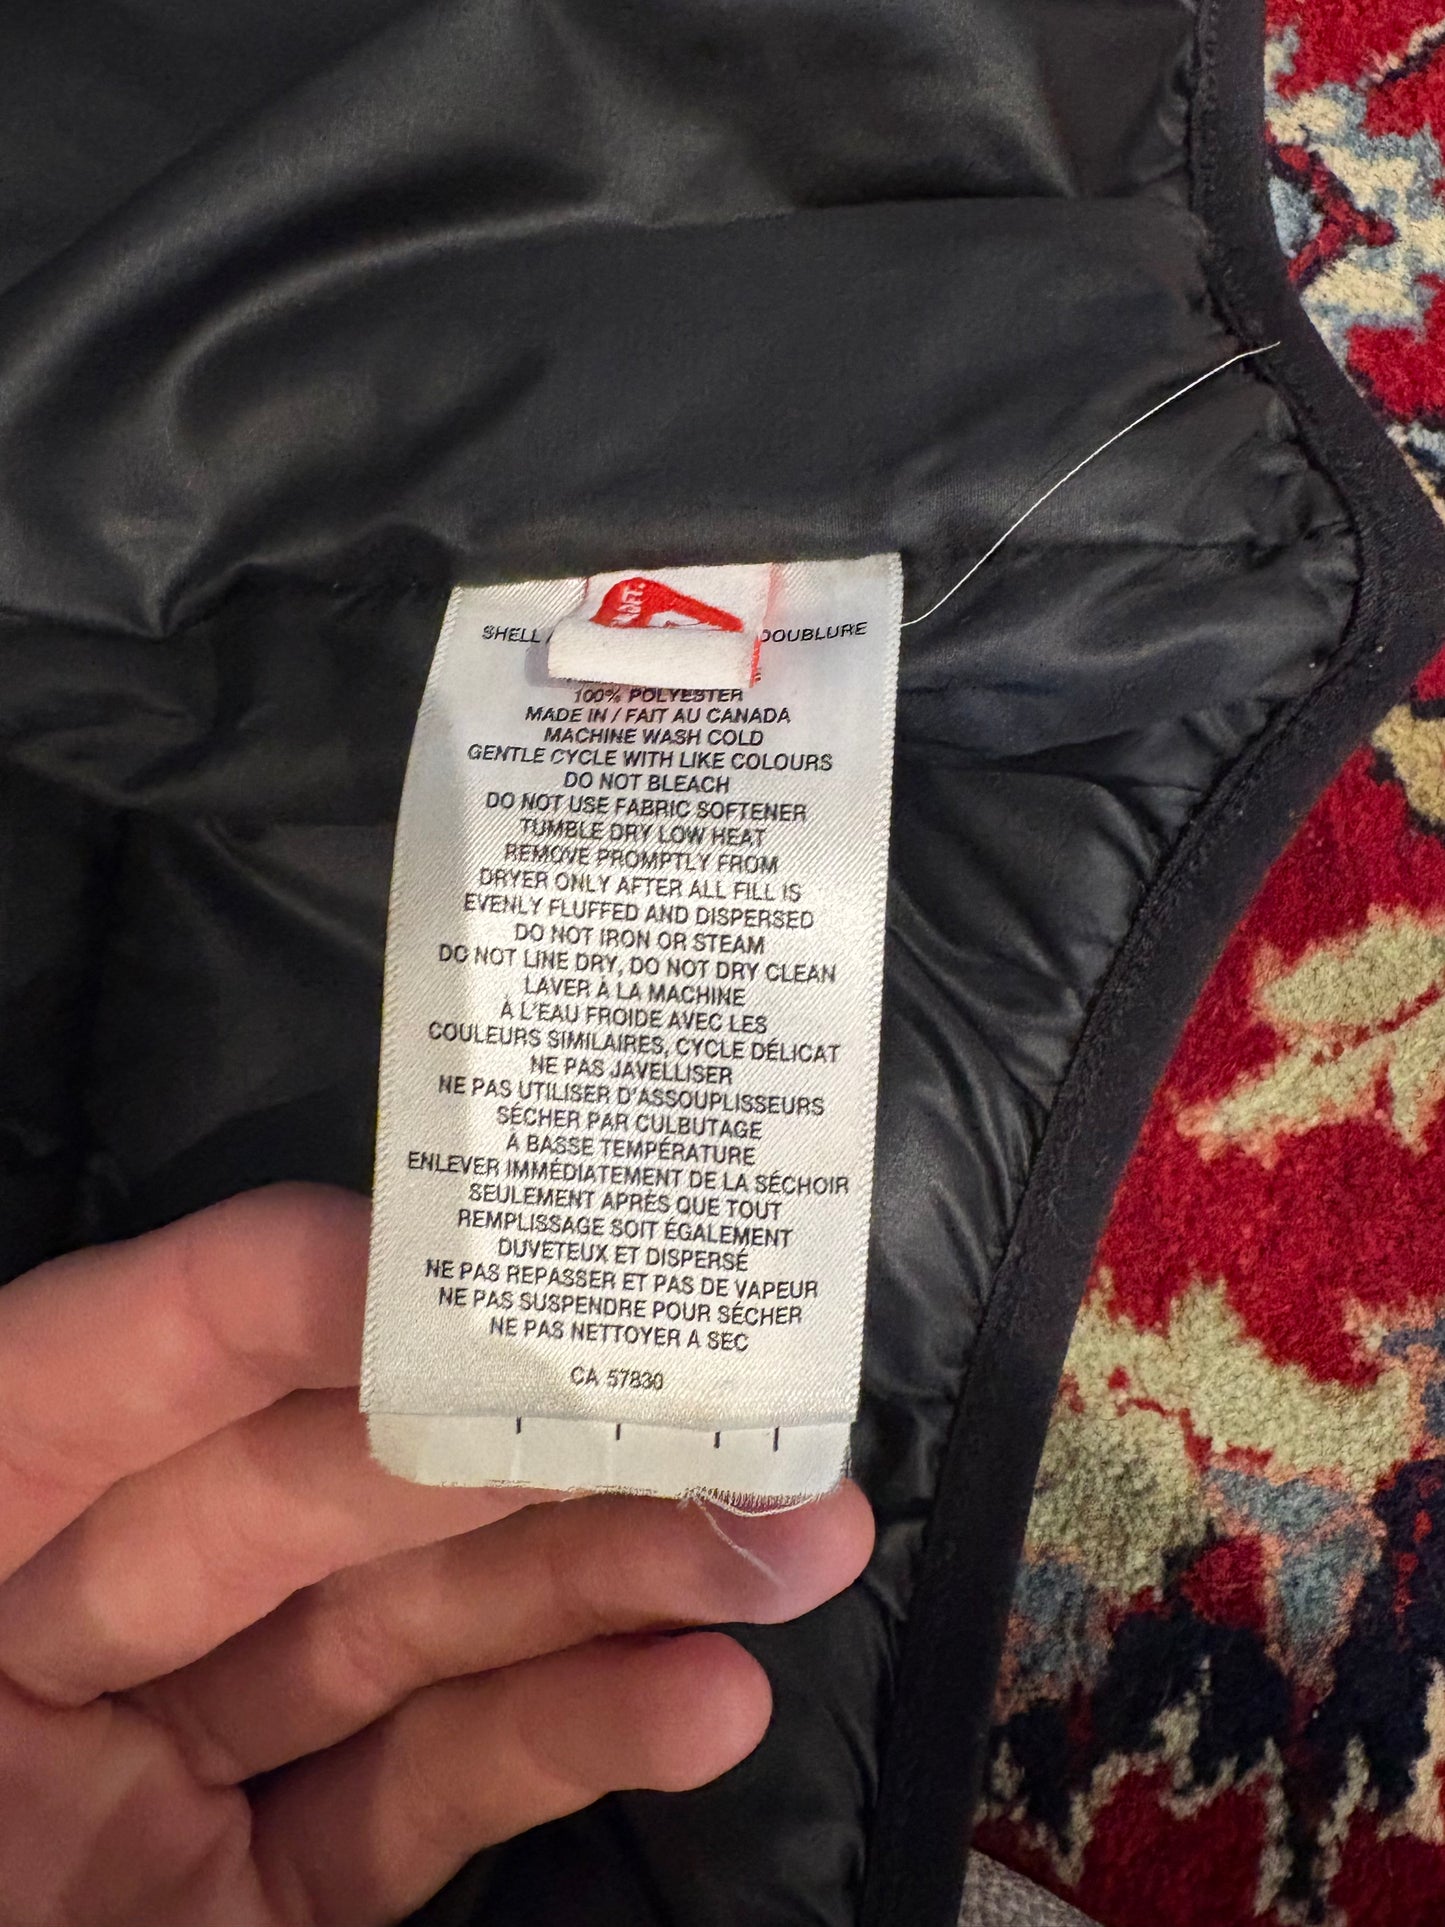 SHELL
DOUBLURE
100% POLYESTER
MADE IN / FAIT AU CANADA
MACHINE WASH COLD
GENTLE CYCLE WITH LIKE COLOURS
DO NOT BLEACH
DO NOT USE FABRIC SOFTENER
TUMBLE DRY LOW HEAT
REMOVE PROMPTLY FROM
DRYER ONLY AFTER ALL FILL IS
EVENLY FLUFFED AND DISPERSED
DO NOT IRON OR STEAM
DO NOT LINE DRY, DO NOT DRY CLEAN
LAVER À LA MACHINE
À L'EAU FROIDE AVEC LES
COULEURS SIMILAIRES, CYCLE DÉLICAT
NE PAS JAVELLISER
NE PAS UTILISER D'ASSOUPLISSEURS
SÉCHER PAR CULBUTAGE
À BASSE TEMPÉRATURE
ENLEVER IMMÉDIATEMENT DE LA SÉCHOIR
SEULEMENT APRÈS QUE TOUT
REMPLISSAGE SOIT ÉGALEMENT
DUVETEUX ET DISPERSÉ
NE PAS REPASSER ET PAS DE VAPEUR
NE PAS SUSPENDRE POUR SÉCHER
NE PAS NETTOYER A SEC
CA 57830